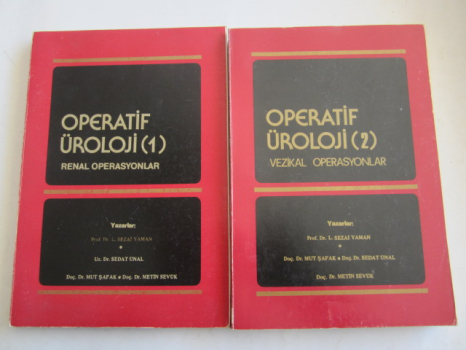 OPERATİF
ÜROLOJİ (1)
RENAL OPERASYONLAR
Yazarlar:
Prof. Dr. L. SEZAİ YAMAN
Uz. Dr. SEDAT ÜNAL
Doç. Dr. MUT ŞAFAK • Doç. Dr. METİN SEVÜK
OPERATİF
ÜROLOJİ (2)
VEZİKAL OPERASYONLAR
Yazarlar:
Prof. Dr. L. SEZAİ YAMAN
Doç. Dr. MUT ŞAFAK • Doç. Dr. SEDAT ÜNAL
Doç. Dr. METİN SEVÜK